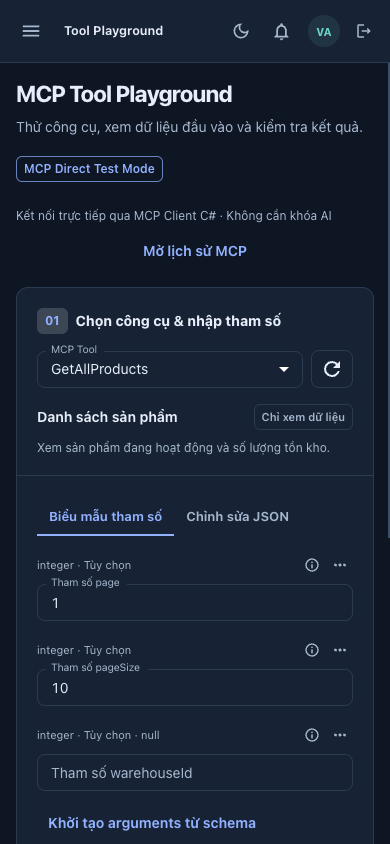 Tool Playground
VA
MCP Tool Playground
Thử công cụ, xem dữ liệu đầu vào và kiểm tra kết quả.
MCP Direct Test Mode
Kết nối trực tiếp qua MCP Client C# · Không cần khóa AI
Mở lịch sử MCP
01 Chọn công cụ & nhập tham số
MCP Tool
GetAllProducts
Danh sách sản phẩm
Chỉ xem dữ liệu
Xem sản phẩm đang hoạt động và số lượng tồn kho.
Biểu mẫu tham số
Chỉnh sửa JSON
integer · Tùy chọn
Tham số page
1
integer · Tùy chọn
Tham số pageSize
10
integer · Tùy chọn · null
Tham số warehouseId
Khởi tạo arguments từ schema